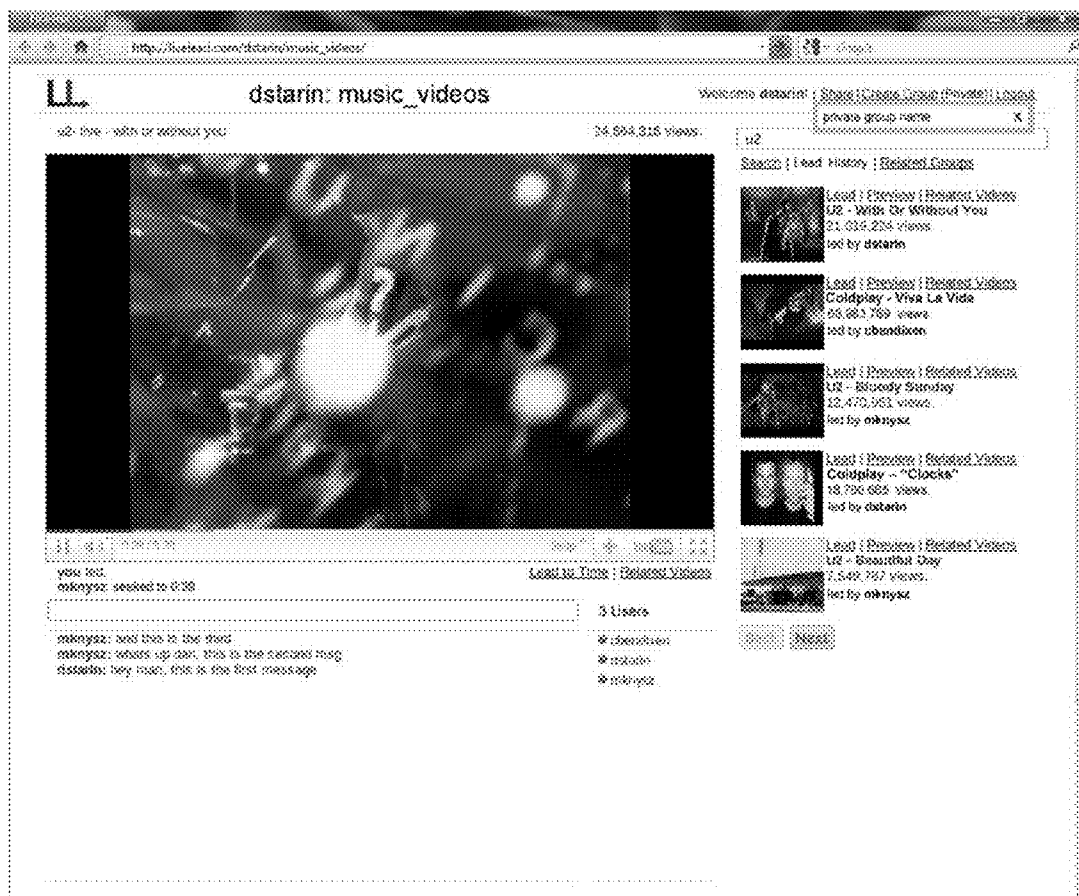 http://livelead.com/dstarin/music_videos/
LL
dstarin: music_videos
Welcome dstarin! | Share | Create Group (Private) | Logout
private group name X
u2- live - with or without you
views.
u2
Search | Lead History | Related Groups
Lead | Preview | Related Videos
U2 - With Or Without You
views.
led by dstarin
Lead | Preview | Related Videos
Coldplay - Viva La Vida
views.
led by
Lead | Preview | Related Videos
U2 - Bloody Sunday
views.
led by mknysz
Lead | Preview | Related Videos
Coldplay - "Clocks"
views.
led by dstarin
Lead | Preview | Related Videos
U2 - Beautiful Day
views.
led by mknysz
Next
you led.
mknysz: seeked to 0:39
Lead to Time | Related Videos
3 Users
mknysz: and this is the third
mknysz: whats up dan, this is the second msg
dstarin: hey man, this is the first message
dstarin
mknysz